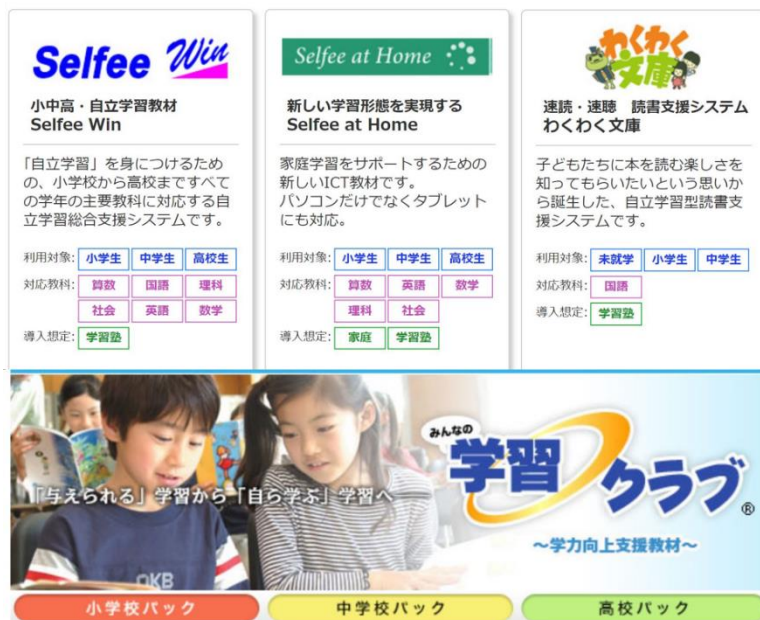 Selfee Win
小中高・自立学習教材
Selfee Win
「自立学習」を身につけるため
の、小学校から高校まですべて
の学年の主要教科に対応する自
立学習総合支援システムです。
利用対象: 小学生 中学生 高校生
対応教科: 算数 国語 理科
社会 英語 数学
導入想定: 学習塾
Selfee at Home
新しい学習形態を実現する
Selfee at Home
家庭学習をサポートするための
新しいICT教材です。
パソコンだけでなくタブレット
にも対応。
利用対象: 小学生 中学生 高校生
対応教科: 算数 英語 数学
理科 社会
導入想定: 家庭 学習塾
わくわく
文庫
速読・速聴 読書支援システム
わくわく文庫
子どもたちに本を読む楽しさを
知ってもらいたいという思いか
ら誕生した、自立学習型読書支
援システムです。
利用対象: 未就学 小学生 中学生
対応教科: 国語
導入想定: 学習塾
「与えられる」学習から「自ら学ぶ」学習へ
みんなの
学習クラブ®
～学力向上支援教材～
OKB
小学校パック 中学校パック 高校パック